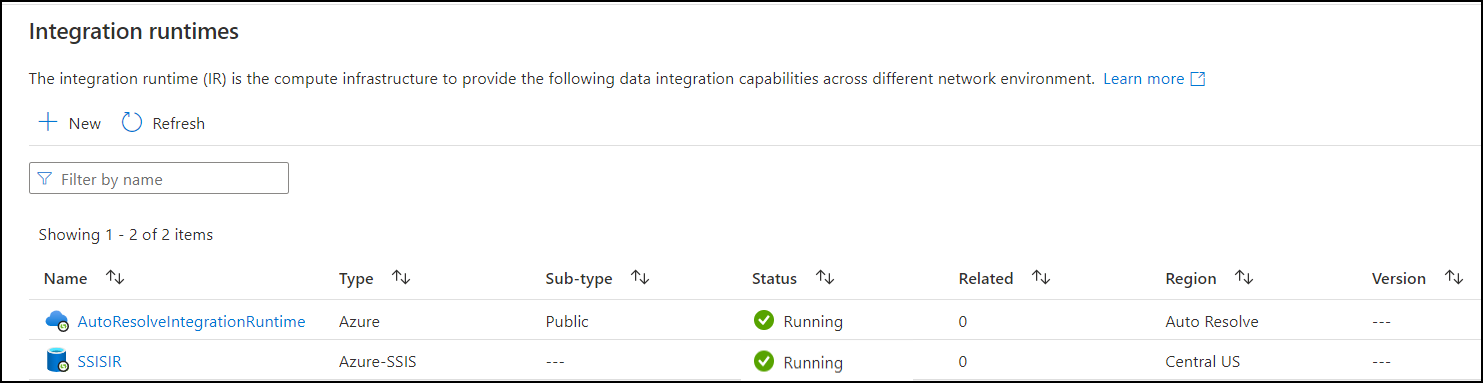 Integration runtimes
The integration runtime (IR) is the compute infrastructure to provide the following data integration capabilities across different network environment. Learn more
New Refresh
Filter by name
Showing 1 - 2 of 2 items
Name Type Sub-type Status Related Region Version
AutoResolveIntegrationRuntime Azure Public Running 0 Auto Resolve ---
SSISIR Azure-SSIS --- Running 0 Central US ---